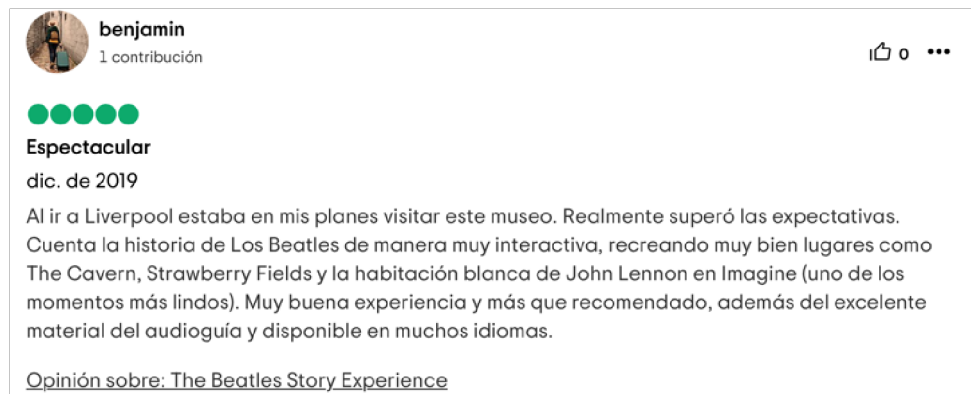 benjamin
1 contribución
0
Espectacular
dic. de 2019
Al ir a Liverpool estaba en mis planes visitar este museo. Realmente superó las expectativas.
Cuenta la historia de Los Beatles de manera muy interactiva, recreando muy bien lugares como
The Cavern, Strawberry Fields y la habitación blanca de John Lennon en Imagine (uno de los
momentos más lindos). Muy buena experiencia y más que recomendado, además del excelente
material del audioguía y disponible en muchos idiomas.
Opinión sobre: The Beatles Story Experience